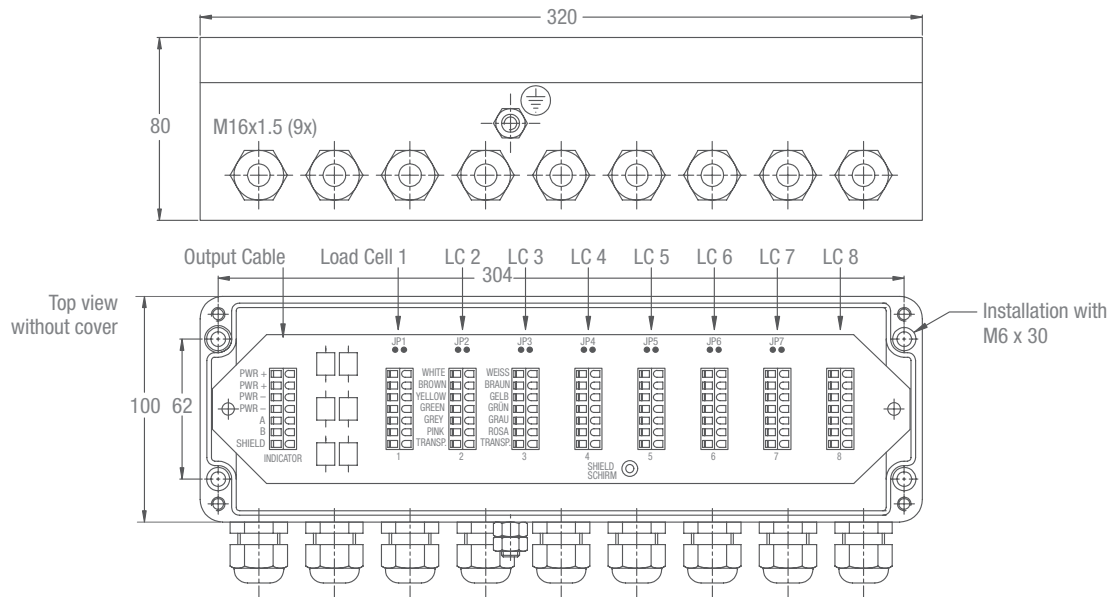 320
80
M16x1.5 (9x)
Output Cable
Load Cell 1
LC 2
LC 3
LC 4
LC 5
LC 6
LC 7
LC 8
304
Top view
without cover
Installation with
M6 x 30
100
62
JP1
JP2
JP3
JP4
JP5
JP6
JP7
PWR +
PWR +
PWR –
PWR –
A
B
SHIELD
INDICATOR
WHITE
BROWN
YELLOW
GREEN
GREY
PINK
TRANSP.
WEISS
BRAUN
GELB
GRÜN
GRAU
ROSA
TRANSP.
1
2
3
4
5
6
7
8
SHIELD
SCHIRM